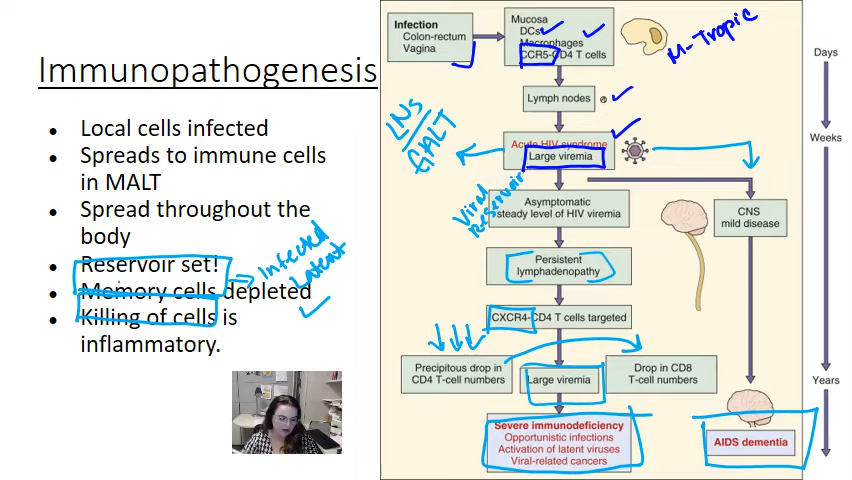 Immunopathogenesis
• Local cells infected
• Spreads to immune cells
in MALT
• Spread throughout the
body
• Reservoir set!
• Memory cells depleted
• Killing of cells is
inflammatory.
Infected
Latent
Infection
Colon-rectum
Vagina
Mucosa
DCs
Macrophages
CCR5-CD4 T cells
M-Tropic
Days
Lymph nodes
LNs
GALT
Weeks
Acute HIV syndrome
Large viremia
Viral
Reservoir
Asymptomatic
steady level of HIV viremia
CNS
mild disease
Persistent
lymphadenopathy
CXCR4-CD4 T cells targeted
Precipitous drop in
CD4 T-cell numbers
Large viremia
Drop in CD8
T-cell numbers
Years
Severe immunodeficiency
Opportunistic infections
Activation of latent viruses
Viral-related cancers
AIDS dementia